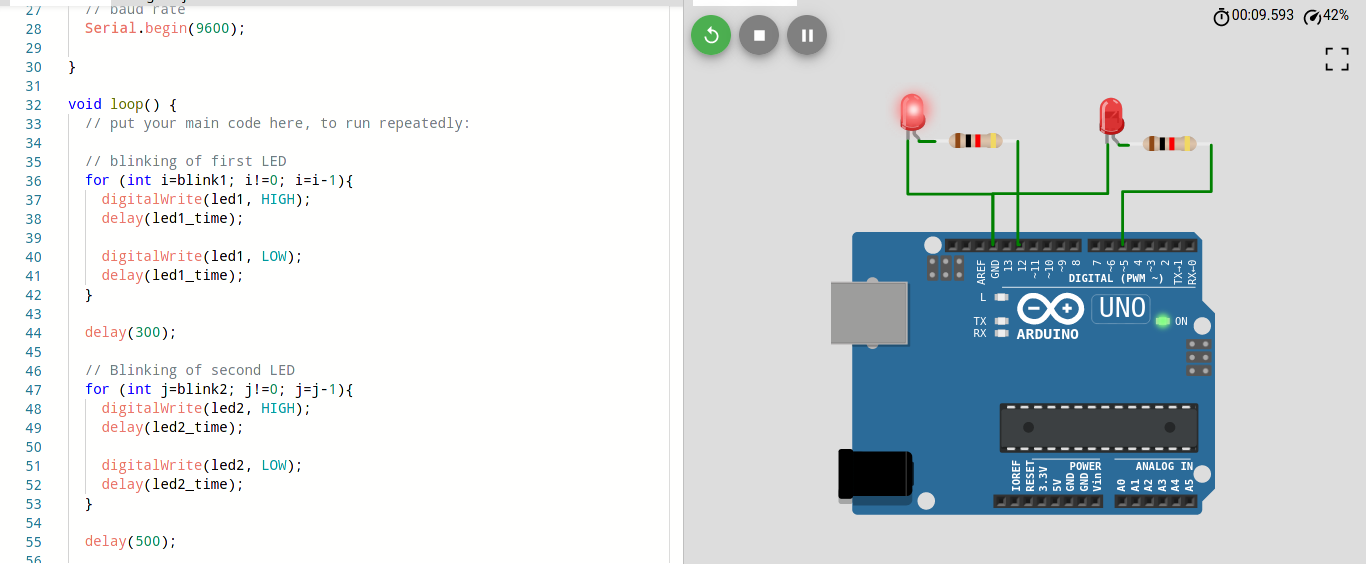 27 // baud rate
28 Serial.begin(9600);
29
30 }
31
32 void loop() {
33 // put your main code here, to run repeatedly:
34
35 // blinking of first LED
36 for (int i=blink1; i!=0; i=i-1){
37 digitalWrite(led1, HIGH);
38 delay(led1_time);
39
40 digitalWrite(led1, LOW);
41 delay(led1_time);
42 }
43
44 delay(300);
45
46 // Blinking of second LED
47 for (int j=blink2; j!=0; j=j-1){
48 digitalWrite(led2, HIGH);
49 delay(led2_time);
50
51 digitalWrite(led2, LOW);
52 delay(led2_time);
53 }
54
55 delay(500);
56
00:09.593 42%
AREF GND 13 12 ~11 ~10 ~9 8 7 ~6 ~5 4 ~3 2 TX→1 RX←0
DIGITAL (PWM ~)
L
TX
RX
UNO
ON
ARDUINO
POWER ANALOG IN
IOREF RESET 3.3V 5V GND GND Vin A0 A1 A2 A3 A4 A5